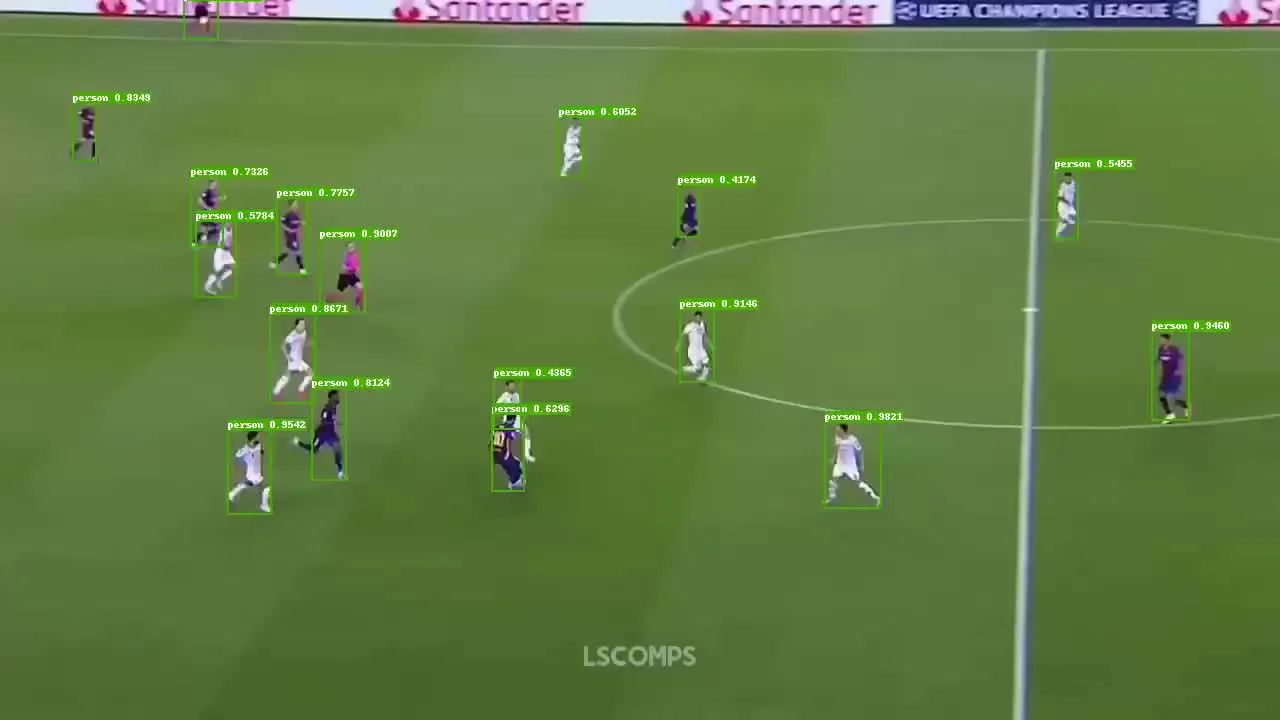 Santander
Santander
Santander
UEFA CHAMPIONS LEAGUE
Santander
person 0.8349
person 0.6052
person 0.5455
person 0.7326
person 0.4174
person 0.7757
person 0.5784
person 0.9007
person 0.9146
person 0.8671
person 0.9460
person 0.4365
person 0.8124
person 0.6296
person 0.9821
person 0.9542
LSCOMPS